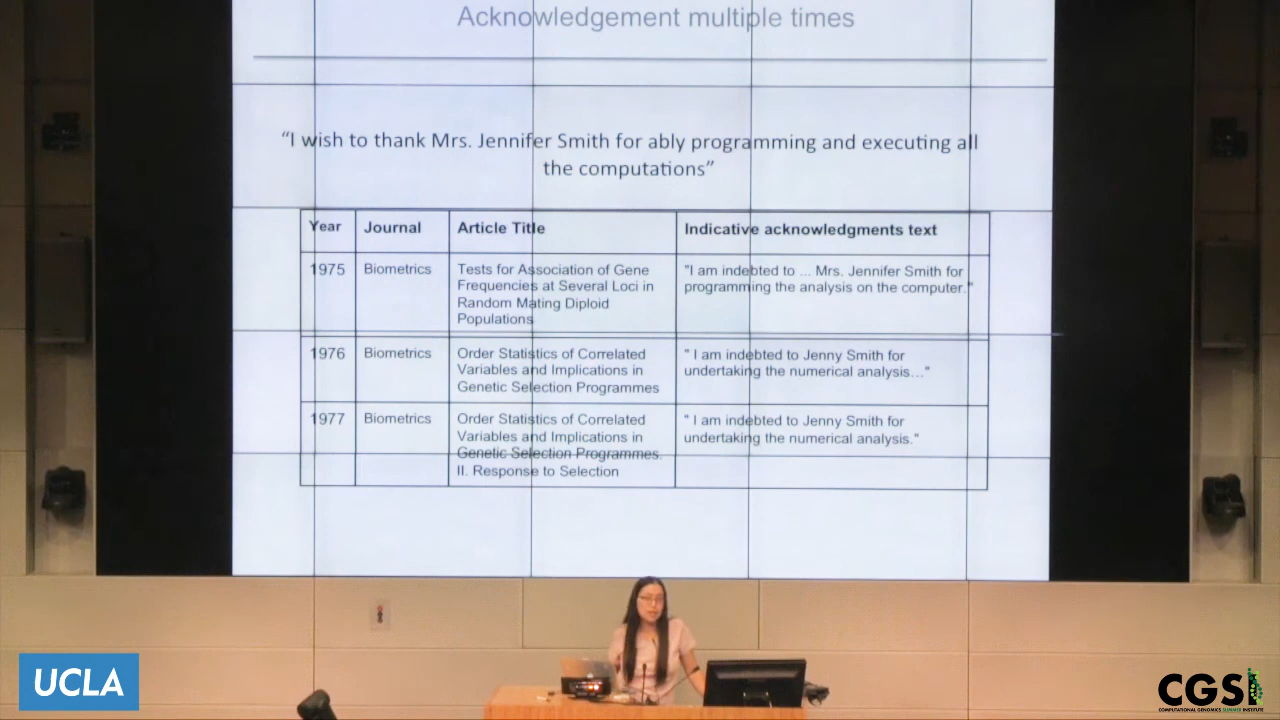 Acknowledgement multiple times
“I wish to thank Mrs. Jennifer Smith for ably programming and executing all
the computations”
Year Journal Article Title Indicative acknowledgments text
1975 Biometrics Tests for Association of Gene "I am indebted to ... Mrs. Jennifer Smith for
Frequencies at Several Loci in programming the analysis on the computer."
Random Mating Diploid
Populations
1976 Biometrics Order Statistics of Correlated " I am indebted to Jenny Smith for
Variables and Implications in undertaking the numerical analysis..."
Genetic Selection Programmes
1977 Biometrics Order Statistics of Correlated " I am indebted to Jenny Smith for
Variables and Implications in undertaking the numerical analysis."
Genetic Selection Programmes.
II. Response to Selection
UCLA
CGSI
COMPUTATIONAL GENOMICS SUMMER INSTITUTE